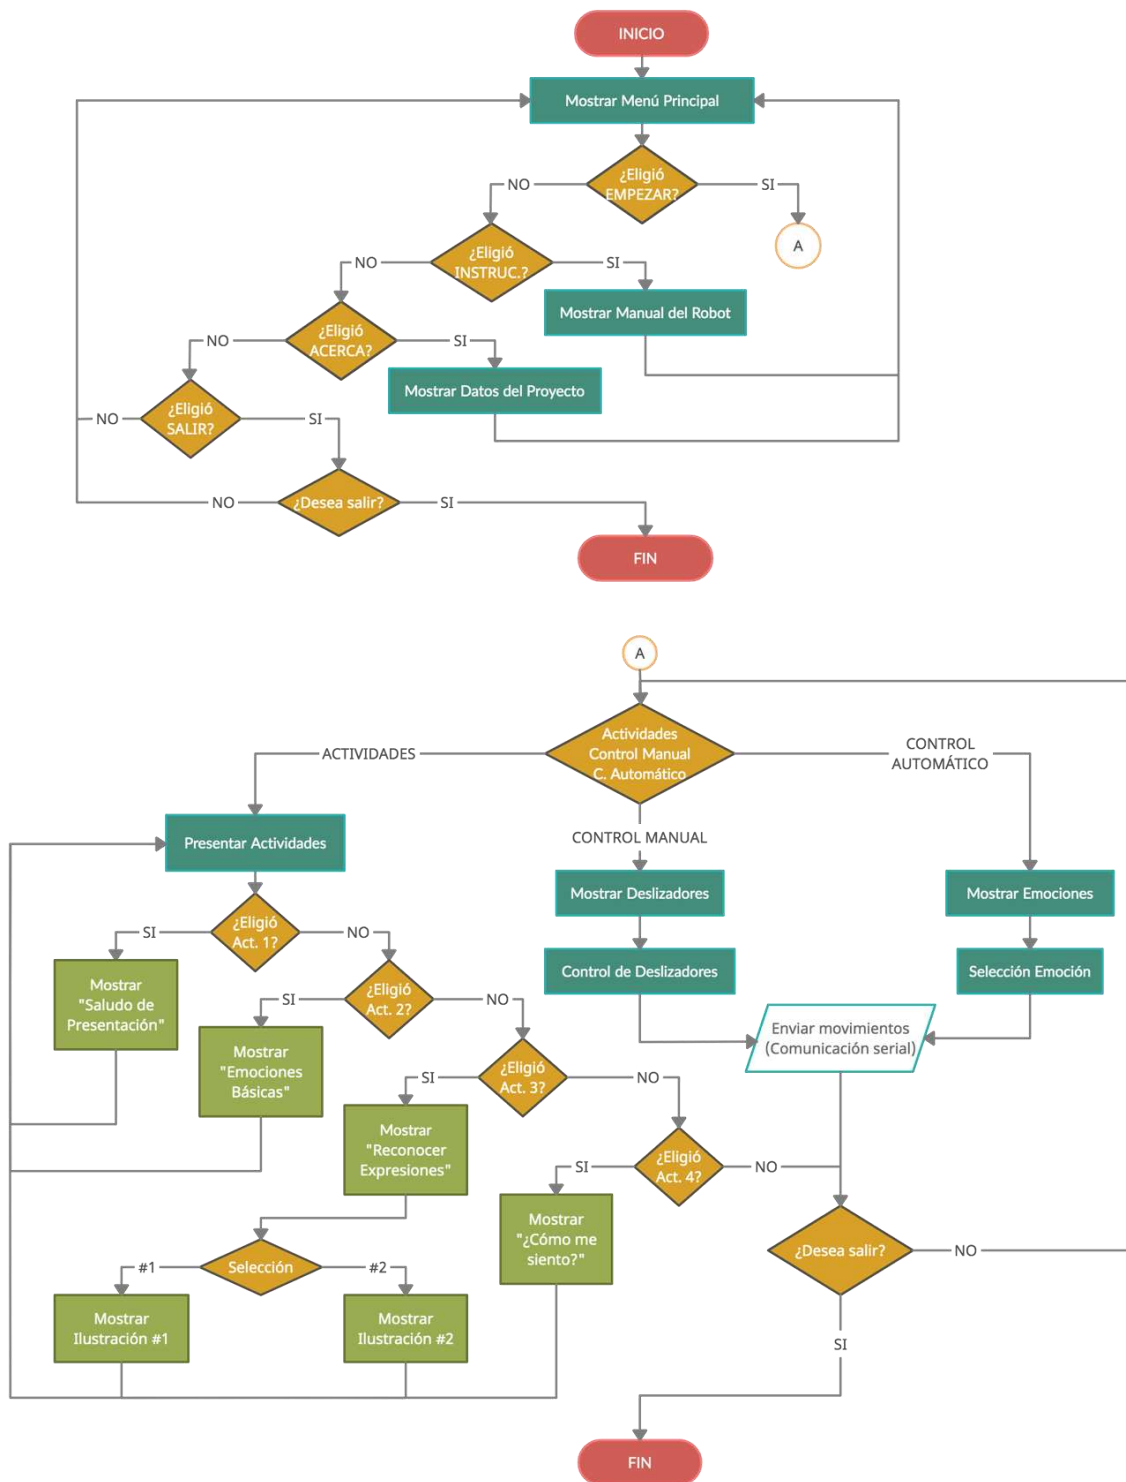 INICIO
Mostrar Menú Principal
¿Eligió
EMPEZAR?
NO
SI
A
¿Eligió
INSTRUC.?
NO
SI
Mostrar Manual del Robot
¿Eligió
ACERCA?
NO
SI
Mostrar Datos del Proyecto
¿Eligió
SALIR?
NO
SI
¿Desea salir?
NO
SI
FIN
A
Actividades
Control Manual
C. Automático
ACTIVIDADES
CONTROL
AUTOMÁTICO
CONTROL MANUAL
Presentar Actividades
Mostrar Deslizadores
Mostrar Emociones
¿Eligió
Act. 1?
SI
NO
Control de Deslizadores
Selección Emoción
Mostrar
"Saludo de
Presentación"
¿Eligió
Act. 2?
SI
NO
Enviar movimientos
(Comunicación serial)
Mostrar
"Emociones
Básicas"
¿Eligió
Act. 3?
SI
NO
Mostrar
"Reconocer
Expresiones"
¿Eligió
Act. 4?
SI
NO
Mostrar
"¿Cómo me
siento?"
¿Desea salir?
NO
Selección
#1
#2
Mostrar
Ilustración #1
Mostrar
Ilustración #2
SI
FIN